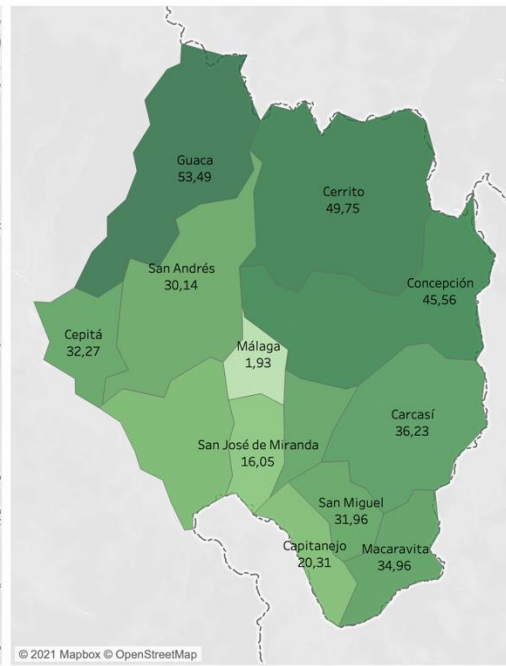 Guaca
53,49
Cerrito
49,75
San Andrés
30,14
Concepción
45,56
Cepitá
32,27
Málaga
1,93
Carcasí
36,23
San José de Miranda
16,05
San Miguel
31,96
Capitanejo
20,31
Macaravita
34,96
© 2021 Mapbox © OpenStreetMap